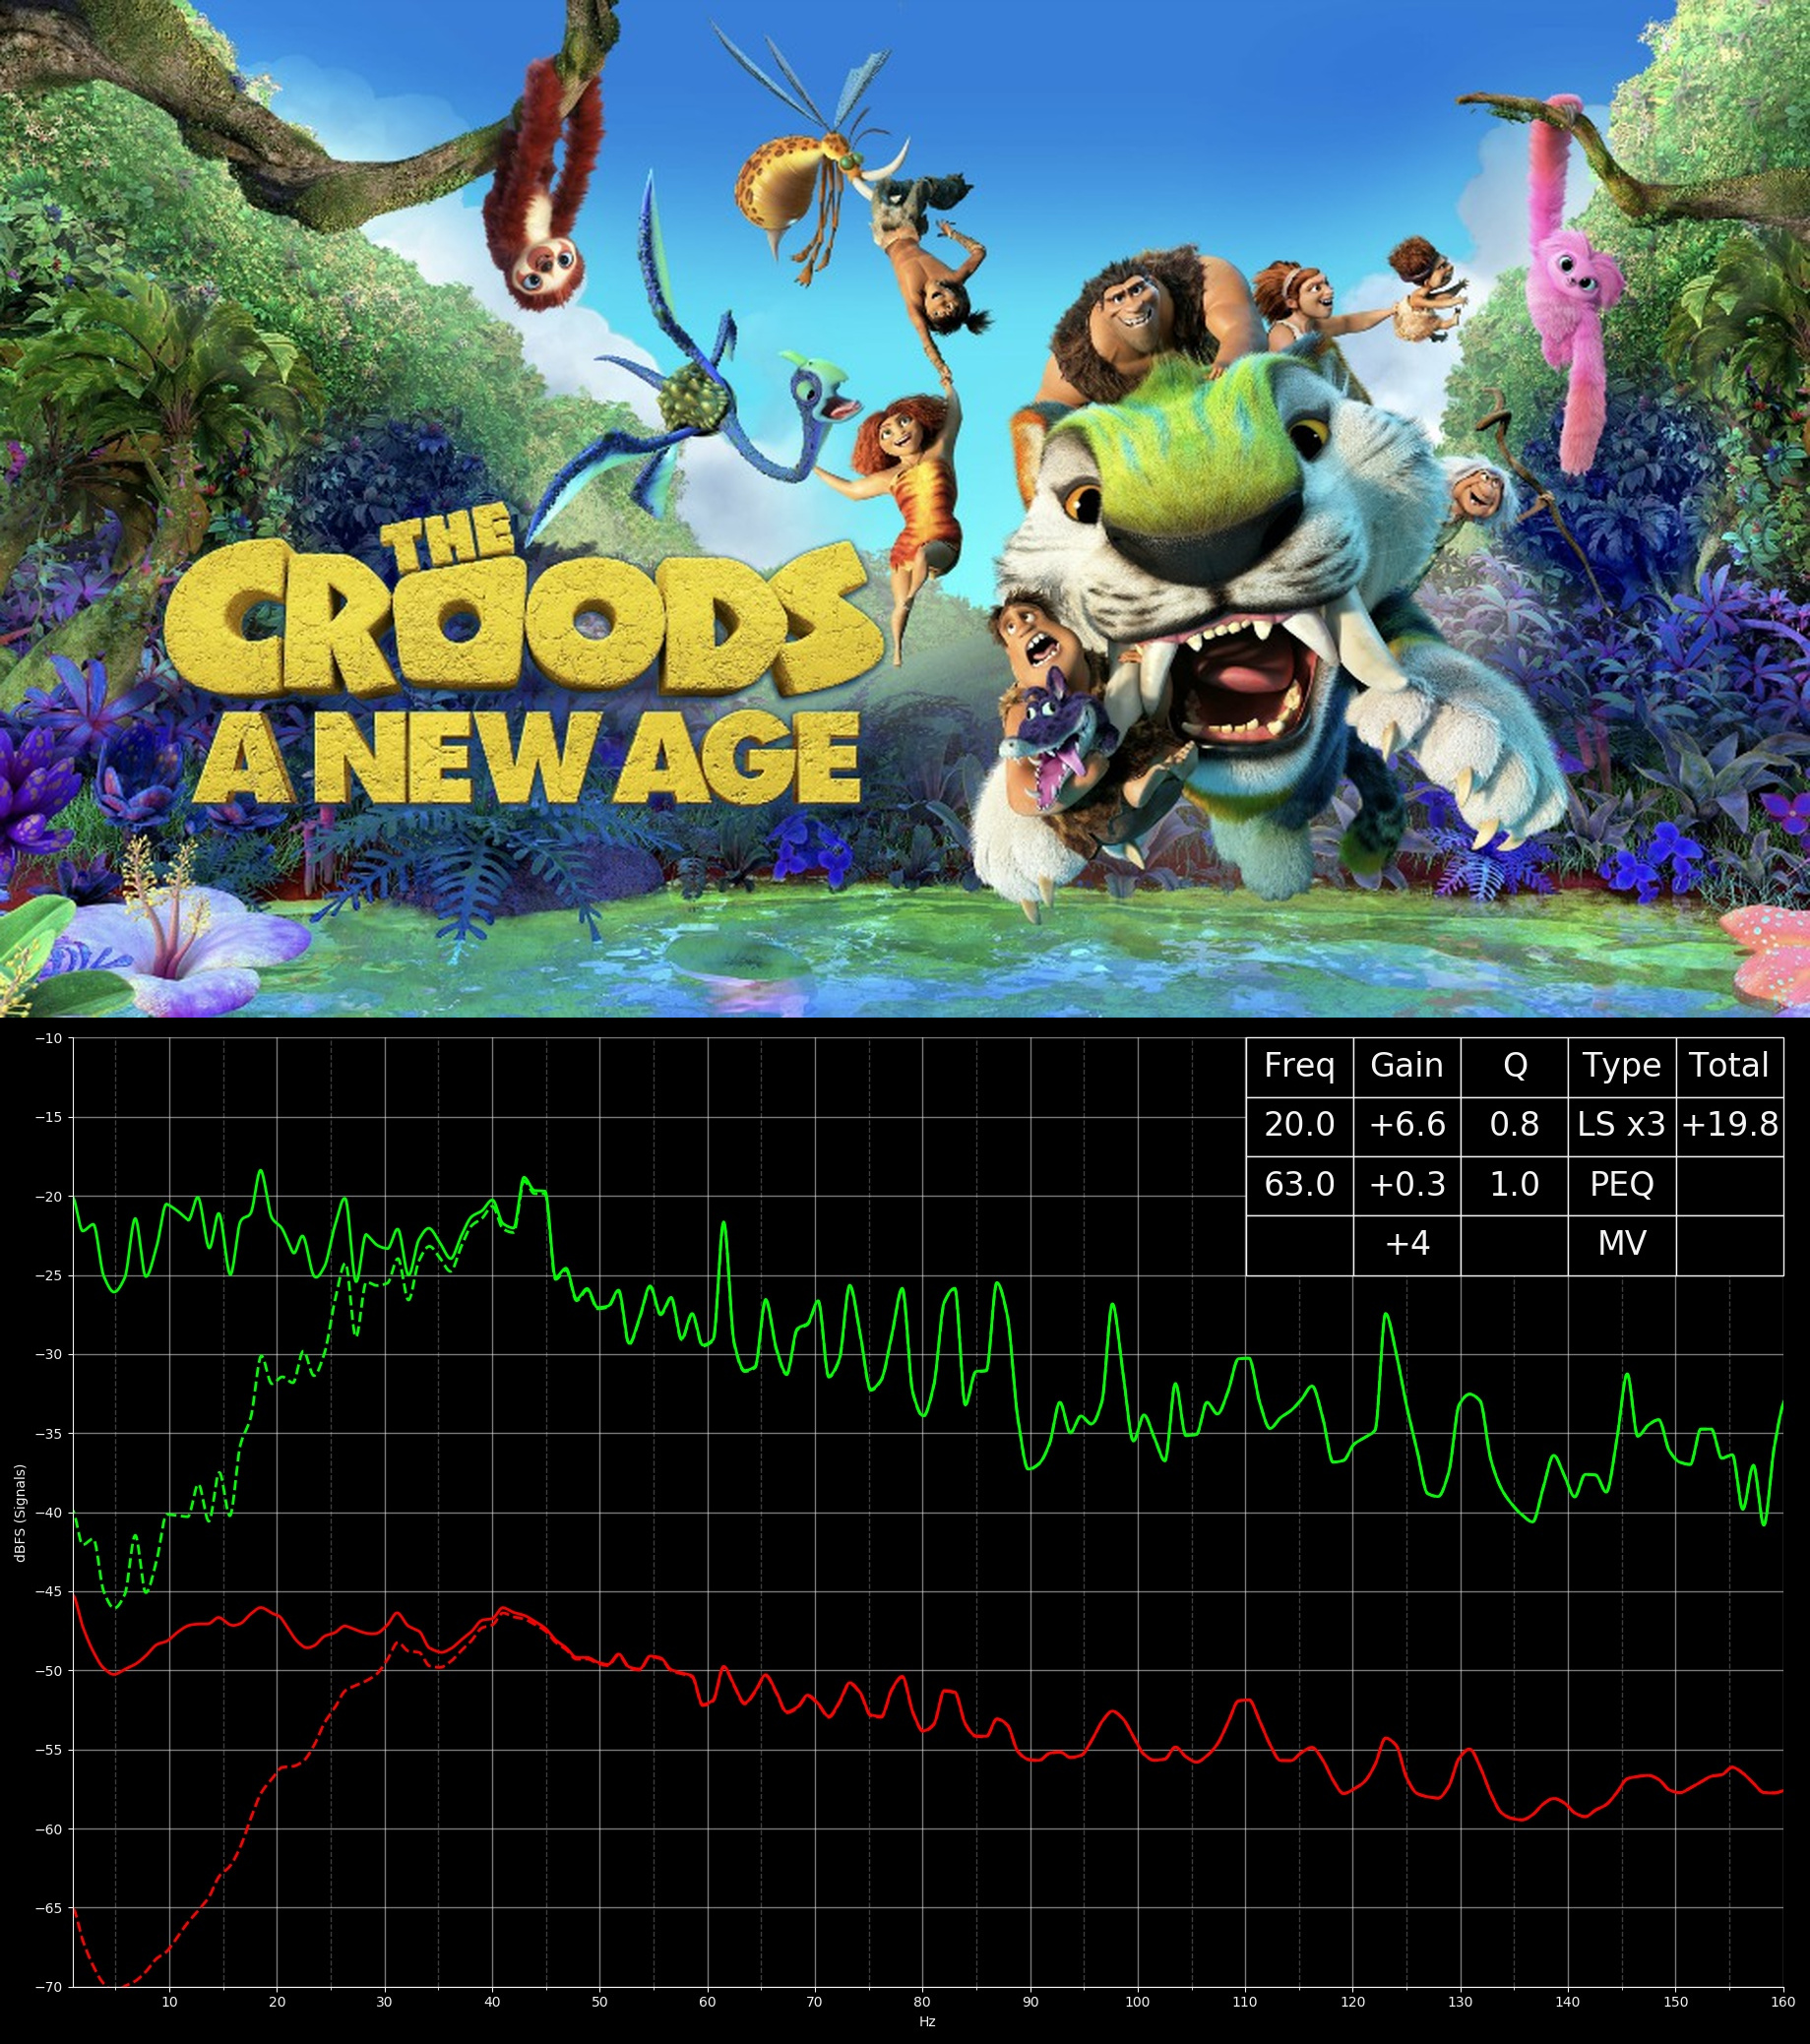 THE
CROODS
A NEW AGE
Freq Gain Q Type Total
20.0 +6.6 0.8 LS x3 +19.8
63.0 +0.3 1.0 PEQ
+4 MV
−10
−15
−20
−25
−30
−35
−40
−45
−50
−55
−60
−65
−70
dBFS (Signals)
10 20 30 40 50 60 70 80 90 100 110 120 130 140 150 160
Hz